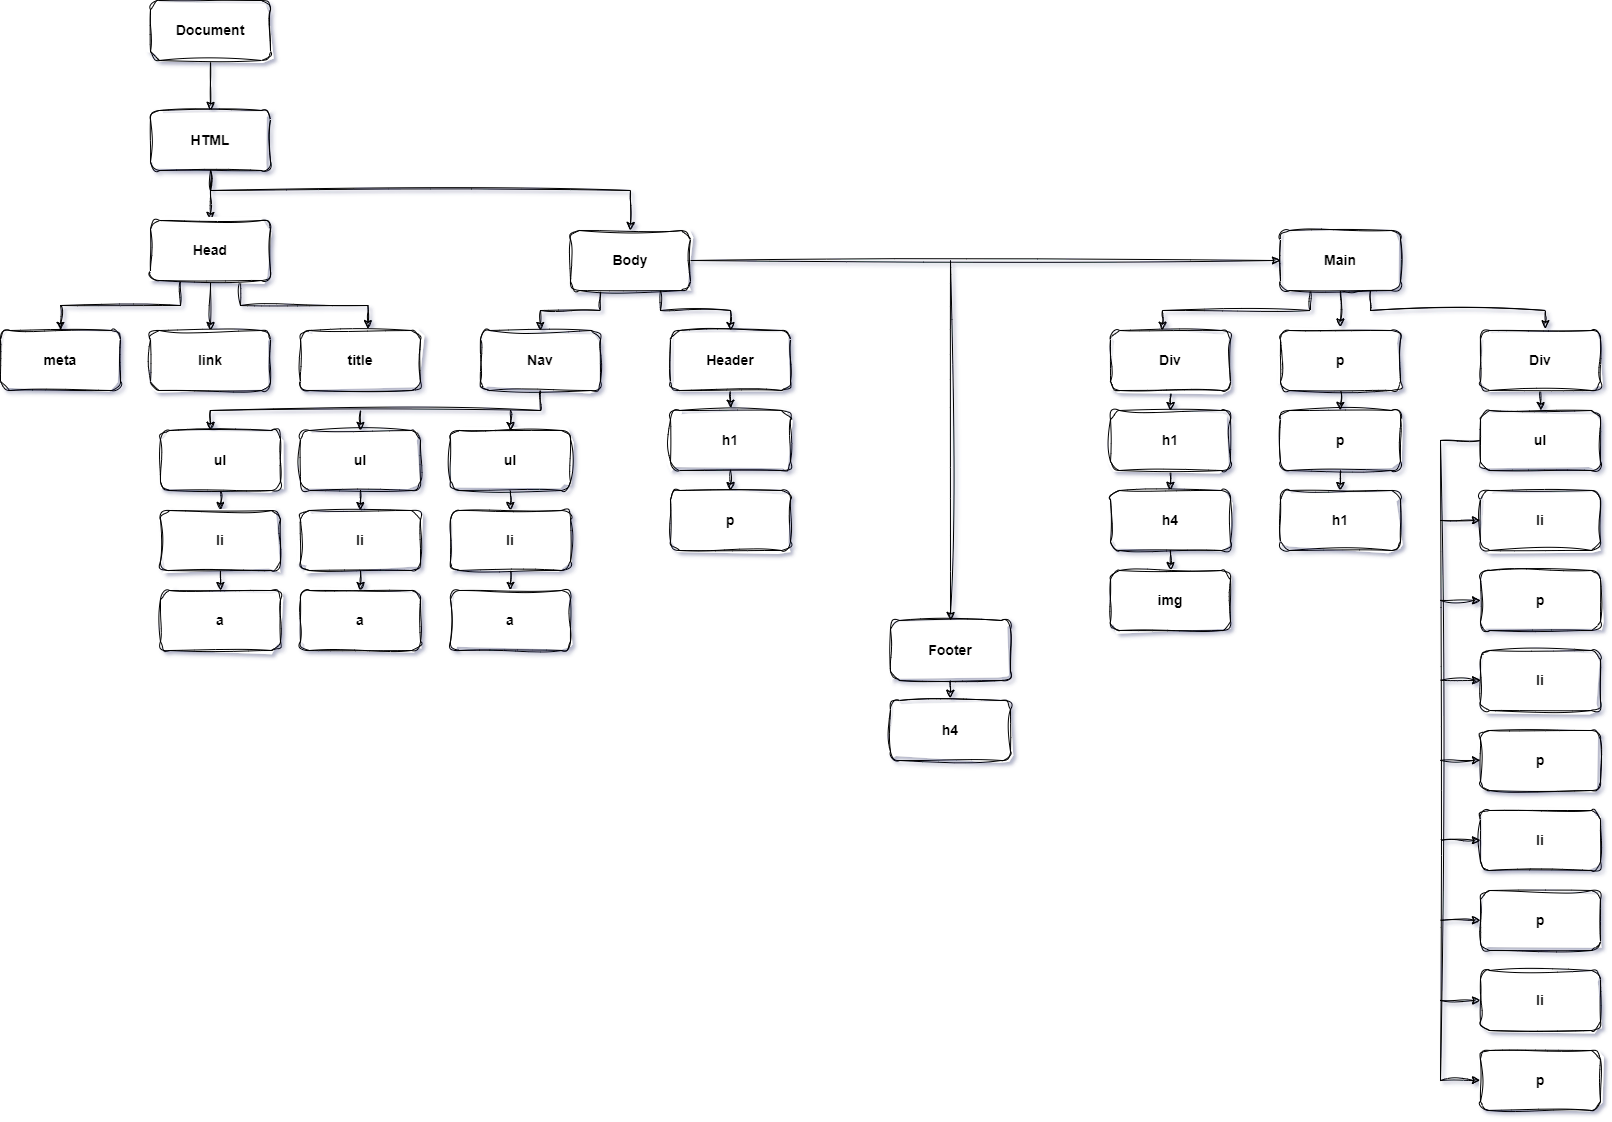 Document
HTML
Head
Body
Main
meta
link
title
Nav
Header
Div
p
Div
ul
ul
ul
h1
h1
p
ul
li
li
li
p
h4
h1
li
a
a
a
img
p
Footer
li
h4
p
li
p
li
p